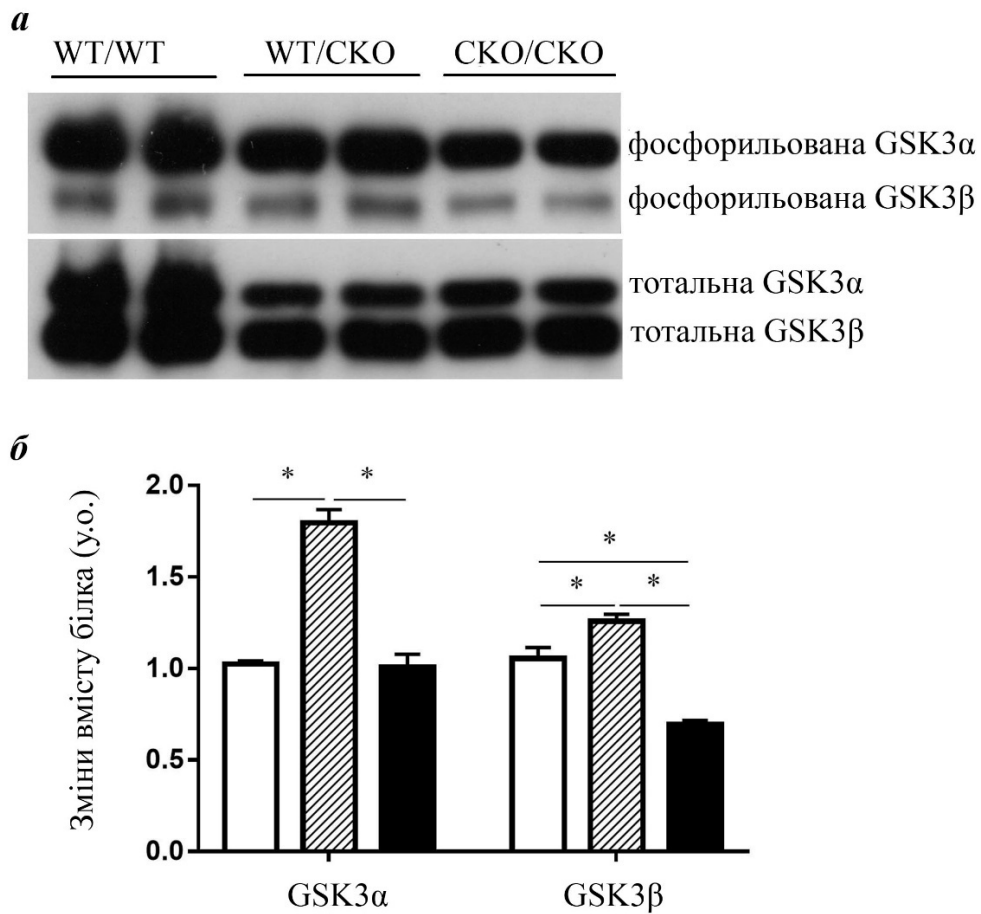 а
WT/WT WT/CKO CKO/CKO
фосфорильована GSK3α
фосфорильована GSK3β
тотальна GSK3α
тотальна GSK3β
б
Зміни вмісту білка (у.о.)
2.0
1.5
1.0
0.5
0.0
* *
*
* *
GSK3α GSK3β